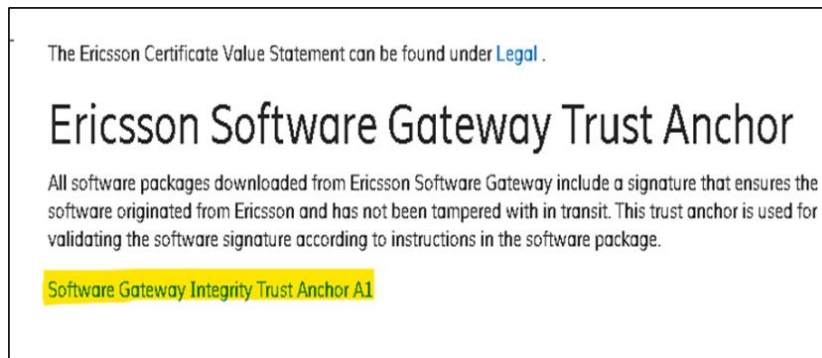 The Ericsson Certificate Value Statement can be found under Legal .
Ericsson Software Gateway Trust Anchor
All software packages downloaded from Ericsson Software Gateway include a signature that ensures the
software originated from Ericsson and has not been tampered with in transit. This trust anchor is used for
validating the software signature according to instructions in the software package.
Software Gateway Integrity Trust Anchor A1